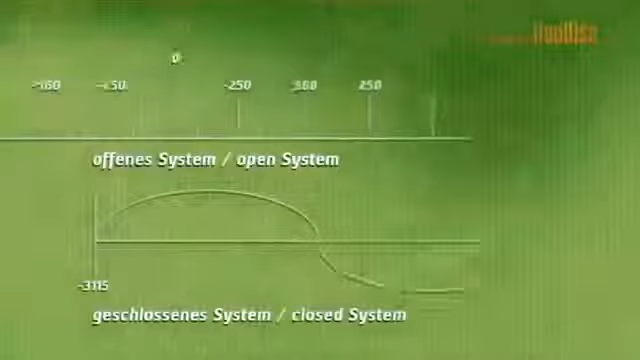 0
-250 250
offenes System / open System
-3115
geschlossenes System / closed System